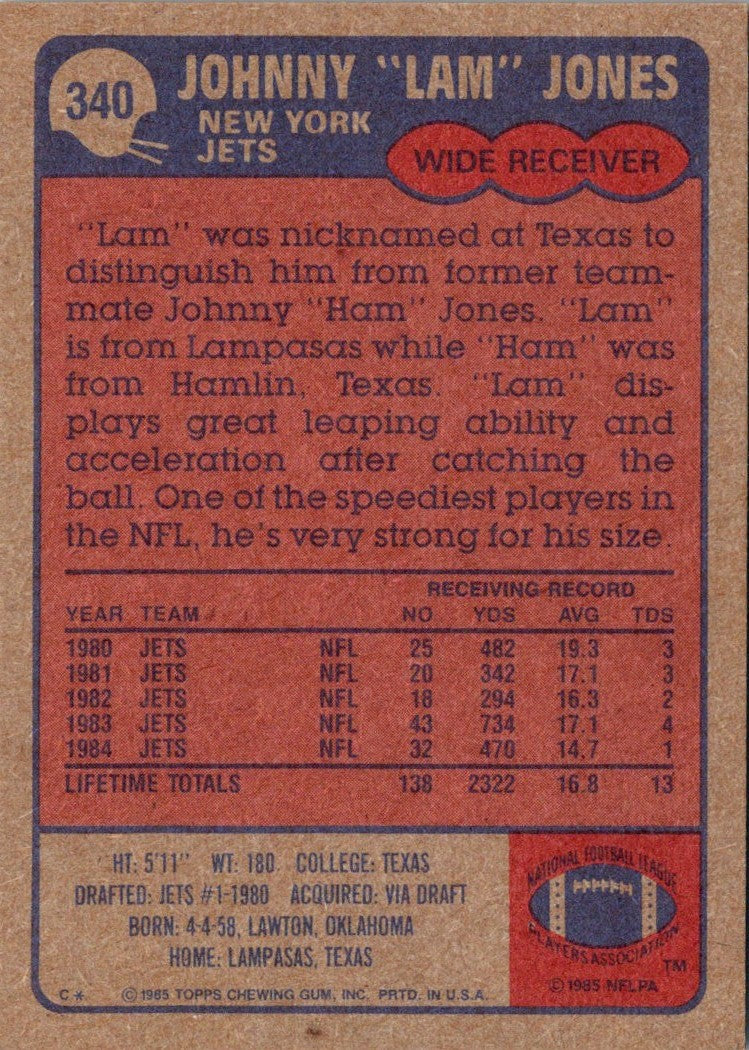 340
JOHNNY "LAM" JONES
NEW YORK
JETS
WIDE RECEIVER
"Lam" was nicknamed at Texas to
distinguish him from former team-
mate Johnny "Ham" Jones. "Lam"
is from Lampasas while "Ham" was
from Hamlin, Texas. "Lam" dis-
plays great leaping ability and
acceleration after catching the
ball. One of the speediest players in
the NFL, he's very strong for his size.
RECEIVING RECORD
YEAR TEAM NO YDS AVG TDS
1980 JETS NFL 25 482 19.3 3
1981 JETS NFL 20 342 17.1 3
1982 JETS NFL 18 294 16.3 2
1983 JETS NFL 43 734 17.1 4
1984 JETS NFL 32 470 14.7 1
LIFETIME TOTALS 138 2322 16.8 13
HT: 5'11" WT: 180 COLLEGE: TEXAS
DRAFTED: JETS #1-1980 ACQUIRED: VIA DRAFT
BORN: 4-4-58, LAWTON, OKLAHOMA
HOME: LAMPASAS, TEXAS
C* ©1985 TOPPS CHEWING GUM, INC. PRTD. IN U.S.A.
NATIONAL FOOTBALL LEAGUE
PLAYERS ASSOCIATION
TM
©1985 NFLPA